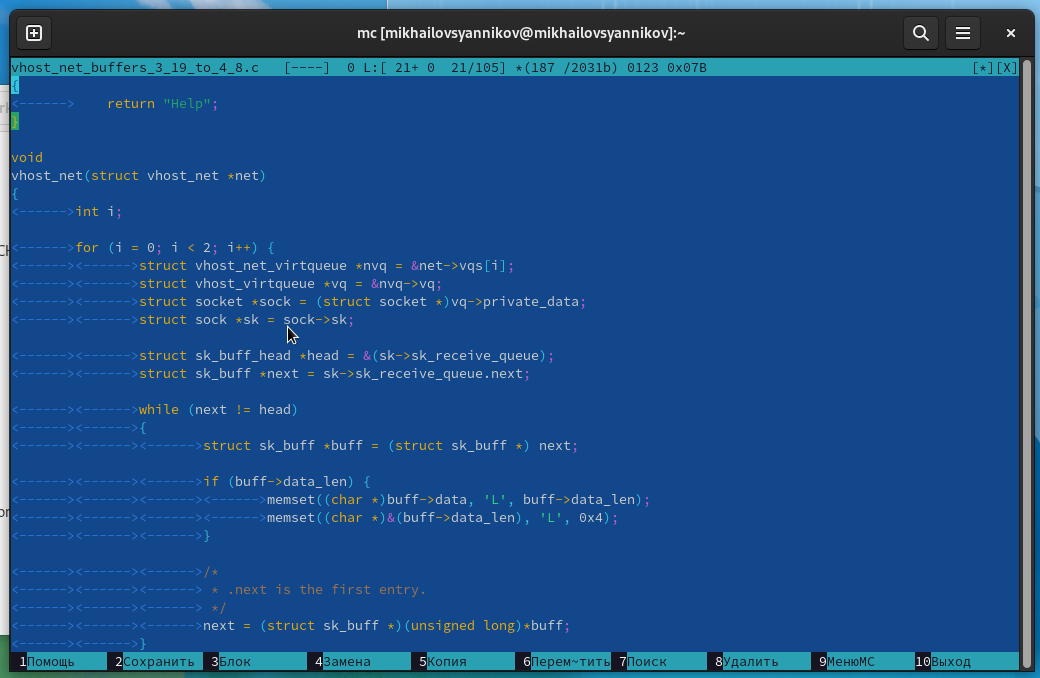 mc [mikhailovsyannikov@mikhailovsyannikov]:~
vhost_net_buffers_3_19_to_4_8.c   [----]  0 L:[ 21+ 0  21/105] *(187 /2031b) 0123 0x07B [*][X]
{
<------>    return "Help";
}
void
vhost_net(struct vhost_net *net)
{
<------>int i;
<------>for (i = 0; i < 2; i++) {
<------><------>struct vhost_net_virtqueue *nvq = &net->vqs[i];
<------><------>struct vhost_virtqueue *vq = &nvq->vq;
<------><------>struct socket *sock = (struct socket *)vq->private_data;
<------><------>struct sock *sk = sock->sk;
<------><------>struct sk_buff_head *head = &(sk->sk_receive_queue);
<------><------>struct sk_buff *next = sk->sk_receive_queue.next;
<------><------>while (next != head)
<------><------>{
<------><------><------>struct sk_buff *buff = (struct sk_buff *) next;
<------><------><------>if (buff->data_len) {
<------><------><------><------>memset((char *)buff->data, 'L', buff->data_len);
<------><------><------><------>memset((char *)&(buff->data_len), 'L', 0x4);
<------><------><------>}
<------><------><------>/*
<------><------><------> * .next is the first entry.
<------><------><------> */
<------><------><------>next = (struct sk_buff *)(unsigned long)*buff;
<------><------>}
1Помощь 2Сохранить 3Блок 4Замена 5Копия 6Перем~тить 7Поиск 8Удалить 9МенюМС 10Выход